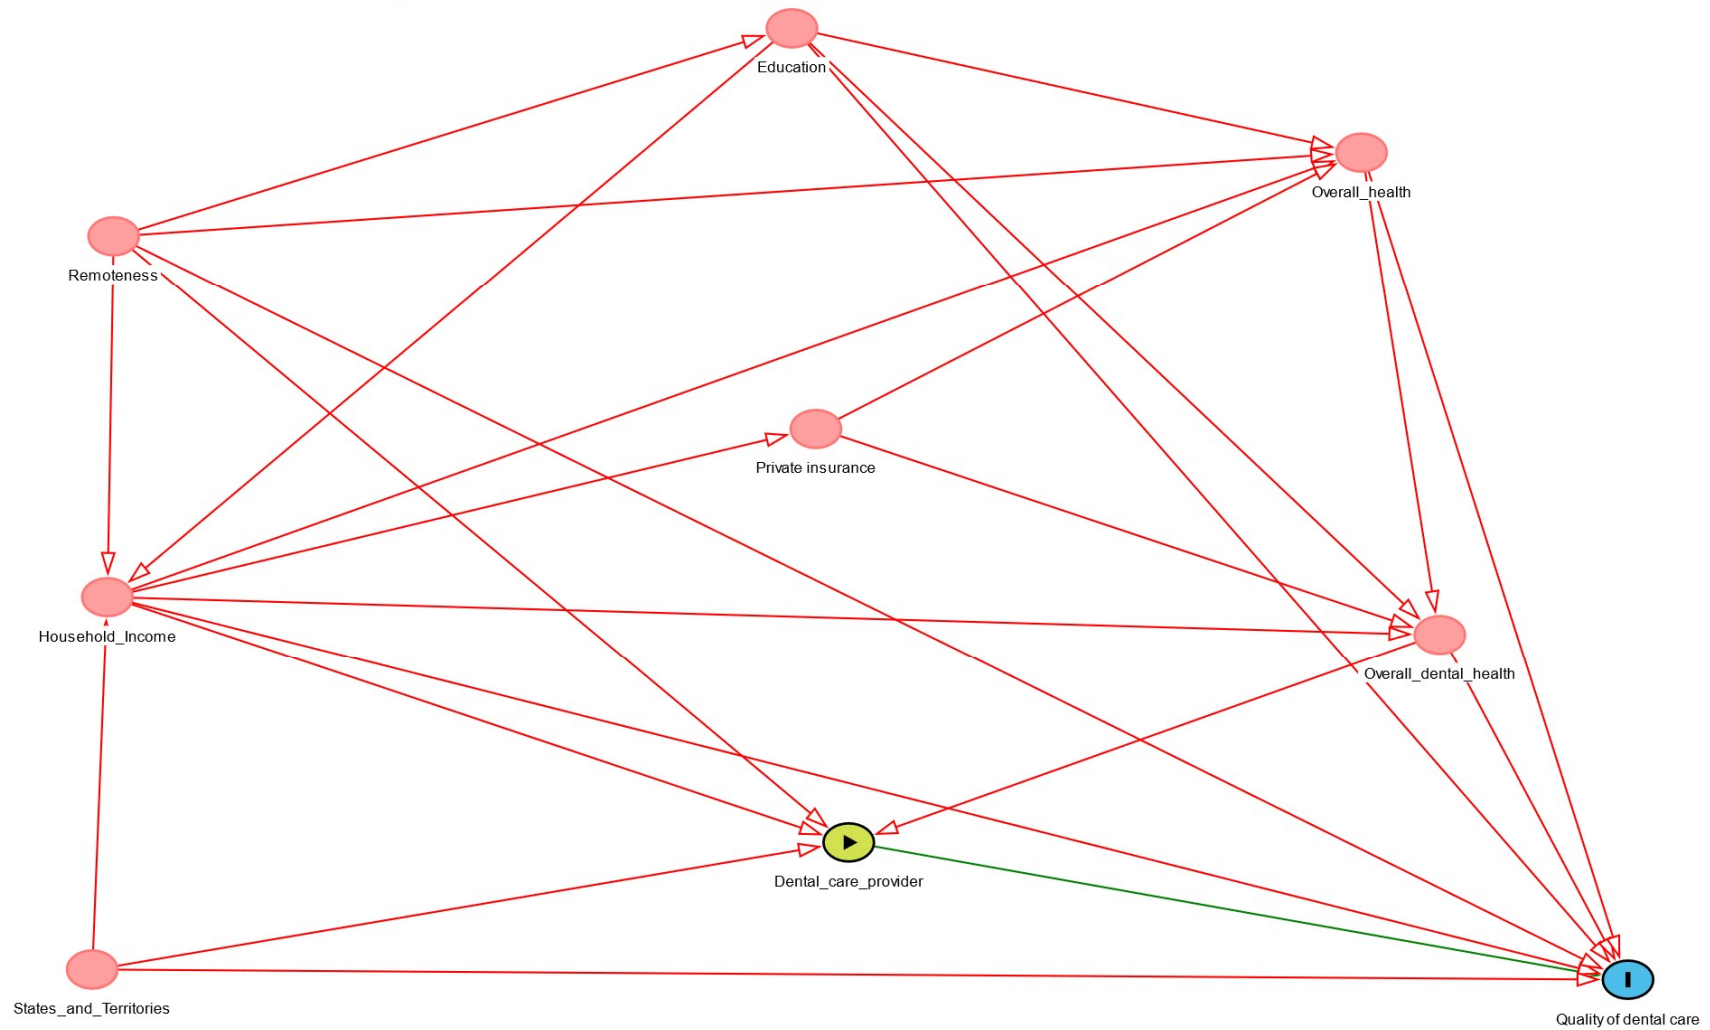 Education
Overall_health
Remoteness
Private insurance
Household_Income
Overall_dental_health
Dental_care_provider
States_and_Territories
Quality of dental care